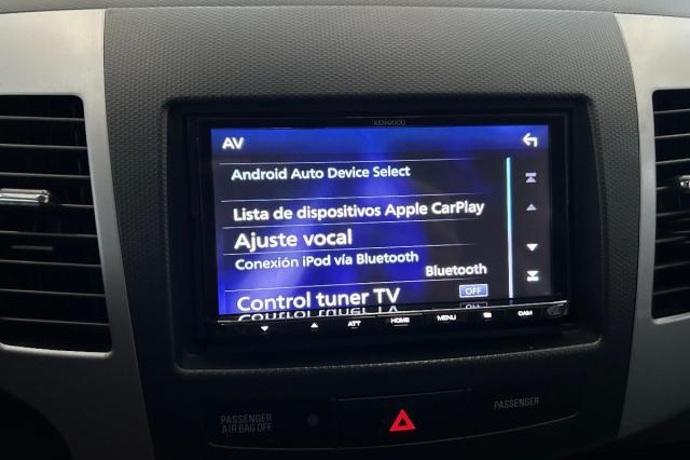 KENWOOD
AV
Android Auto Device Select
Lista de dispositivos Apple CarPlay
Ajuste vocal
Conexión iPod vía Bluetooth
Bluetooth
Control tuner TV
OFF
ATT
HOME
MENU
CAM
PASSENGER
AIR BAG OFF
PASSENGER